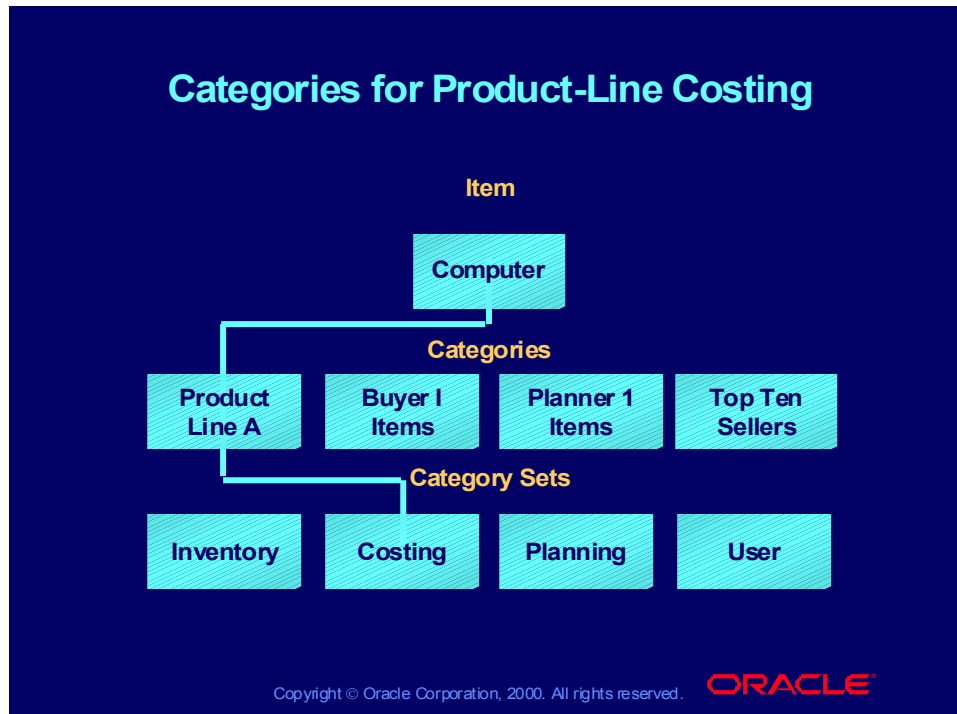 Categories for Product-Line Costing
Item
Computer
Categories
Product
Line A
Buyer I
Items
Planner 1
Items
Top Ten
Sellers
Category Sets
Inventory
Costing
Planning
User
Copyright © Oracle Corporation, 2000. All rights reserved.
ORACLE®